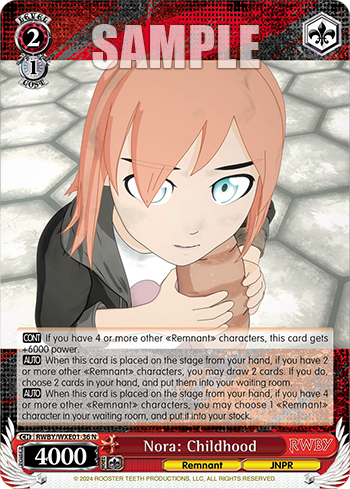 LEVEL
2
1
COST
SAMPLE
CONT If you have 4 or more other «Remnant» characters, this card gets
+6000 power.
AUTO When this card is placed on the stage from your hand, if you have 2
or more other «Remnant» characters, you may draw 2 cards. If you do,
choose 2 cards in your hand, and put them into your waiting room.
AUTO When this card is placed on the stage from your hand, if you have 4
or more other «Remnant» characters, you may choose 1 «Remnant»
character in your waiting room, and put it into your stock.
RWBY/WXE01-36 N
Nora: Childhood
RWBY
POWER
4000
Remnant
JNPR
© 2024 ROOSTER TEETH PRODUCTIONS, LLC, ALL RIGHTS RESERVED.